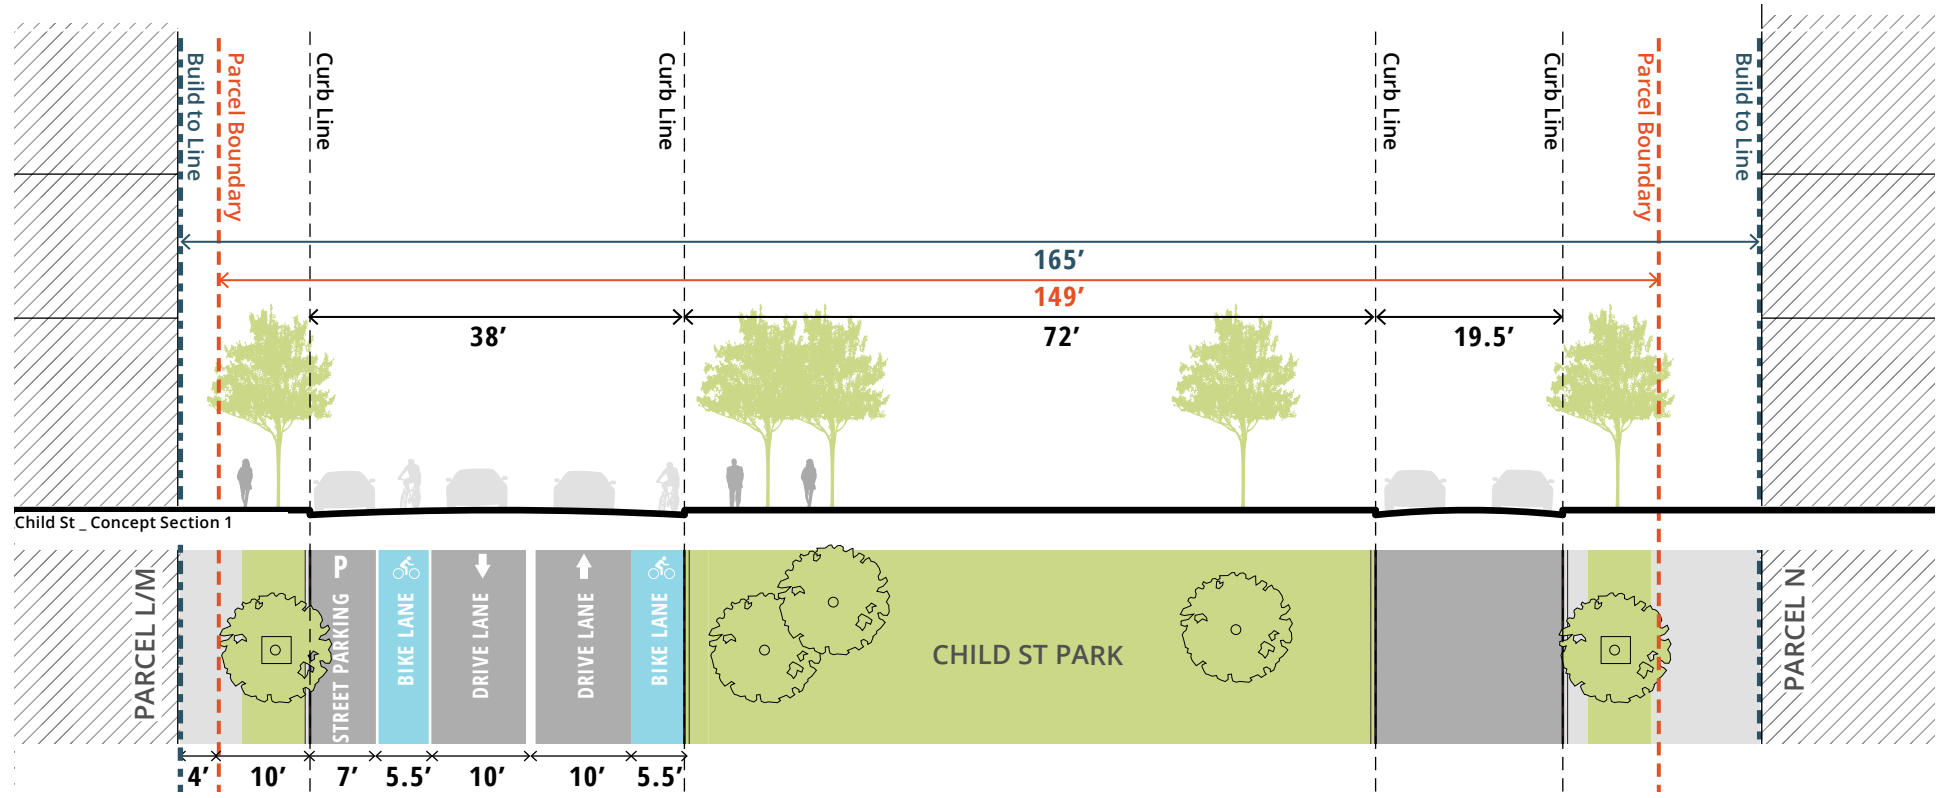 Build to Line
Parcel Boundary
Curb Line
Curb Line
Curb Line
Curb Line
Parcel Boundary
Build to Line
165’
149’
38’
72’
19.5’
Child St _ Concept Section 1
PARCEL L/M
P
STREET PARKING
BIKE LANE
DRIVE LANE
DRIVE LANE
BIKE LANE
CHILD ST PARK
PARCEL N
4’
10’
7’
5.5’
10’
10’
5.5’